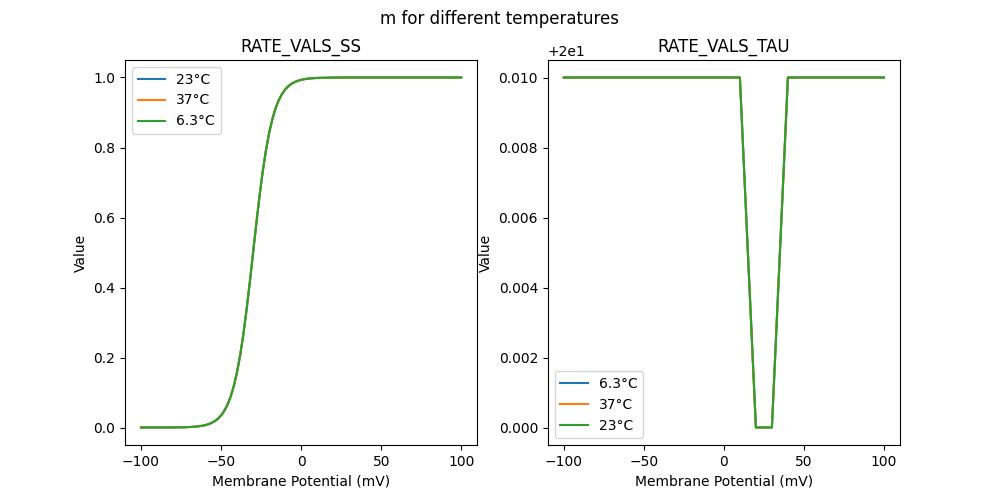 m for different temperatures
RATE_VALS_SS
1.0
0.8
0.6
0.4
0.2
0.0
Value
23°C
37°C
6.3°C
−100
−50
0
50
100
Membrane Potential (mV)
RATE_VALS_TAU
+2e1
0.010
0.008
0.006
0.004
0.002
0.000
Value
6.3°C
37°C
23°C
−100
−50
0
50
100
Membrane Potential (mV)